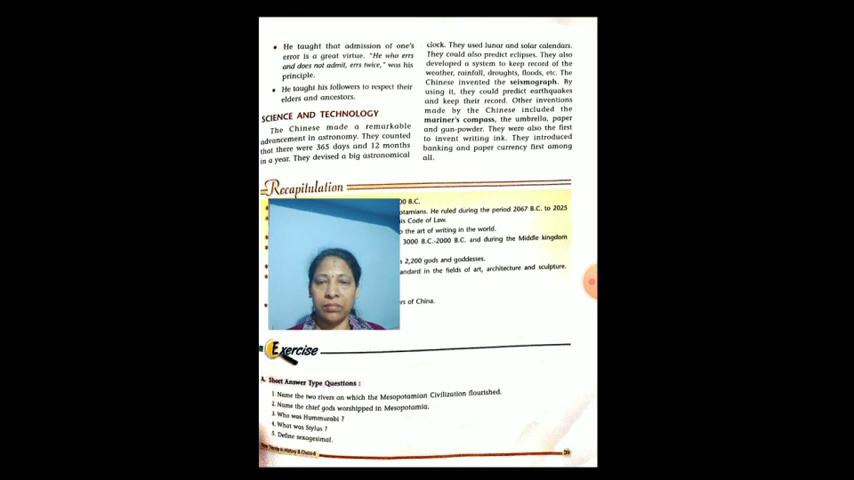 • He taught that admission of one's
error is a great virtue. "He who errs
and does not admit, errs twice," was his
principle.
• He taught his followers to respect their
elders and ancestors.
SCIENCE AND TECHNOLOGY
The Chinese made a remarkable
advancement in astronomy. They counted
that there were 365 days and 12 months
in a year. They devised a big astronomical
clock. They used lunar and solar calendars.
They could also predict eclipses. They also
developed a system to keep record of the
weather, rainfall, droughts, floods, etc. The
Chinese invented the seismograph. By
using it, they could predict earthquakes
and keep their record. Other inventions
made by the Chinese included the
mariner's compass, the umbrella, paper
and gun-powder. They were also the first
to invent writing ink. They introduced
banking and paper currency first among
all.
Recapitulation
00 B.C.
otamians. He ruled during the period 2067 B.C. to 2025
is Code of Law.
the art of writing in the world.
3000 B.C.-2000 B.C. and during the Middle kingdom
2,200 gods and goddesses.
andard in the fields of art, architecture and sculpture.
rs of China.
Exercise
A. Short Answer Type Questions :
1. Name the two rivers on which the Mesopotamian Civilization flourished.
2. Name the chief gods worshipped in Mesopotamia.
3. Who was Hummurabi ?
4. What was Stylus ?
5. Define sexagesimal.